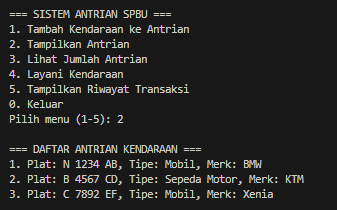 === SISTEM ANTRIAN SPBU ===
1. Tambah Kendaraan ke Antrian
2. Tampilkan Antrian
3. Lihat Jumlah Antrian
4. Layani Kendaraan
5. Tampilkan Riwayat Transaksi
0. Keluar
Pilih menu (1-5): 2
=== DAFTAR ANTRIAN KENDARAAN ===
1. Plat: N 1234 AB, Tipe: Mobil, Merk: BMW
2. Plat: B 4567 CD, Tipe: Sepeda Motor, Merk: KTM
3. Plat: C 7892 EF, Tipe: Mobil, Merk: Xenia